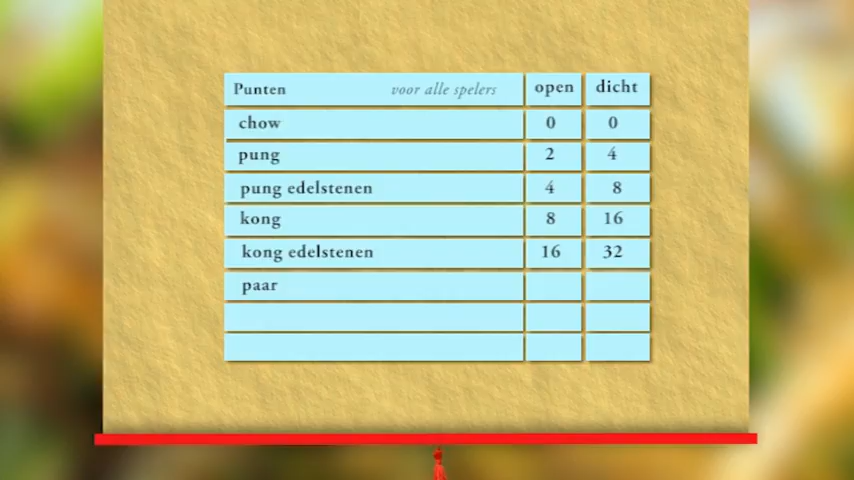 Punten voor alle spelers open dicht
chow 0 0
pung 2 4
pung edelstenen 4 8
kong 8 16
kong edelstenen 16 32
paar